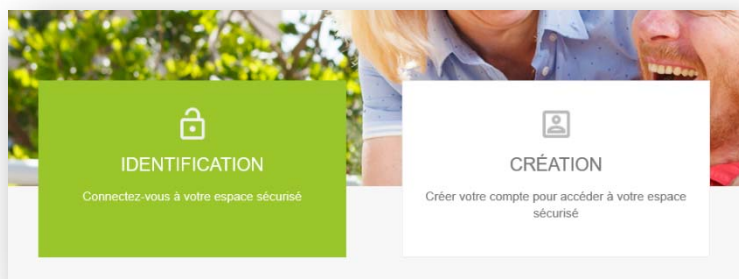 IDENTIFICATION
Connectez-vous à votre espace sécurisé
CRÉATION
Créer votre compte pour accéder à votre espace
sécurisé